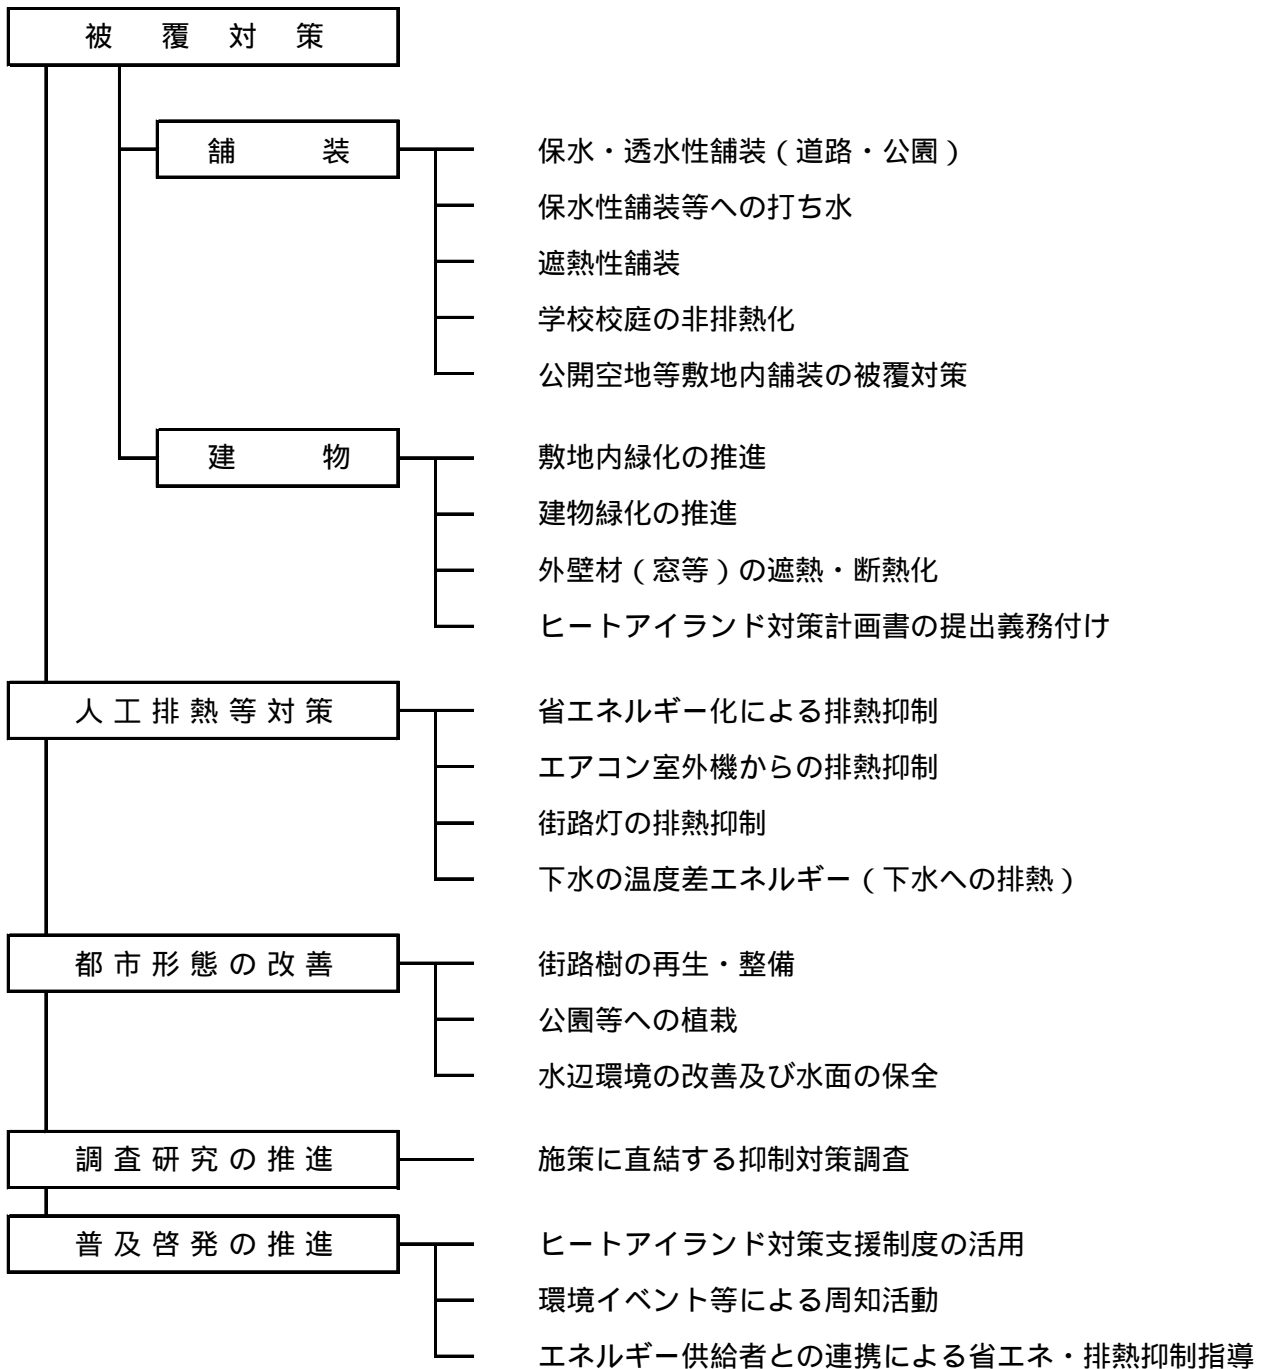 被覆対策
舗装
保水・透水性舗装(道路・公園)
保水性舗装等への打ち水
遮熱性舗装
学校校庭の非排熱化
公開空地等敷地内舗装の被覆対策
建物
敷地内緑化の推進
建物緑化の推進
外壁材(窓等)の遮熱・断熱化
ヒートアイランド対策計画書の提出義務付け
人工排熱等対策
省エネルギー化による排熱抑制
エアコン室外機からの排熱抑制
街路灯の排熱抑制
下水の温度差エネルギー(下水への排熱)
都市形態の改善
街路樹の再生・整備
公園等への植栽
水辺環境の改善及び水面の保全
調査研究の推進
施策に直結する抑制対策調査
普及啓発の推進
ヒートアイランド対策支援制度の活用
環境イベント等による周知活動
エネルギー供給者との連携による省エネ・排熱抑制指導